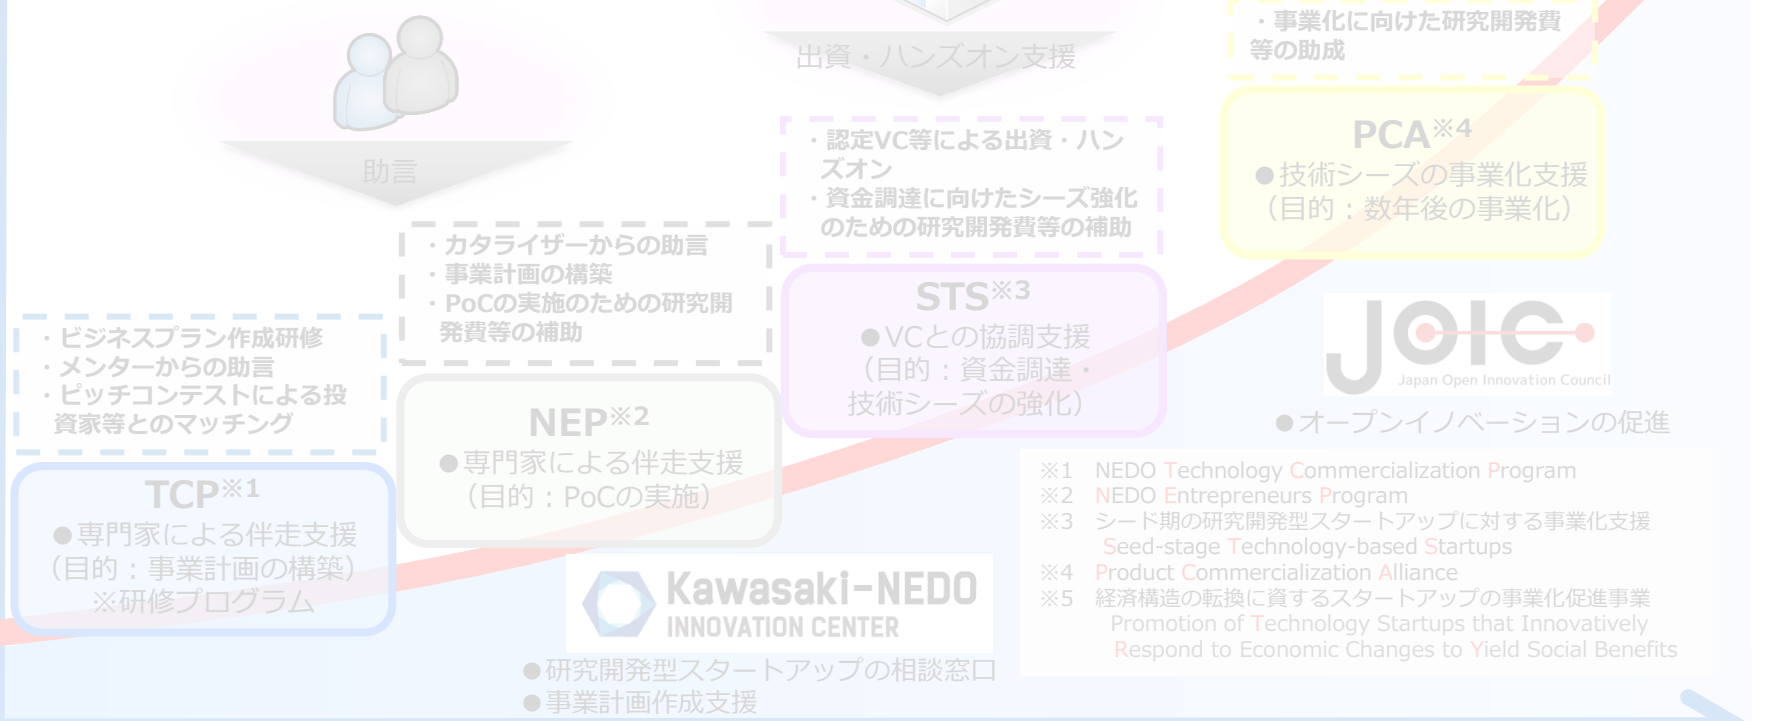 ・事業化に向けた研究開発費
等の助成
出資・ハンズオン支援
助言
PCA※4
●技術シーズの事業化支援
（目的：数年後の事業化）
・認定VC等による出資・ハン
ズオン
・資金調達に向けたシーズ強化
のための研究開発費等の補助
・カタライザーからの助言
・事業計画の構築
・PoCの実施のための研究開
発費等の補助
STS※3
●VCとの協調支援
（目的：資金調達・
技術シーズの強化）
・ビジネスプラン作成研修
・メンターからの助言
・ピッチコンテストによる投
資家等とのマッチング
JOIC
Japan Open Innovation Council
●オープンイノベーションの促進
NEP※2
●専門家による伴走支援
（目的：PoCの実施）
TCP※1
●専門家による伴走支援
（目的：事業計画の構築）
※研修プログラム
※1 NEDO Technology Commercialization Program
※2 NEDO Entrepreneurs Program
※3 シード期の研究開発型スタートアップに対する事業化支援
Seed-stage Technology-based Startups
※4 Product Commercialization Alliance
※5 経済構造の転換に資するスタートアップの事業化促進事業
Promotion of Technology Startups that Innovatively
Respond to Economic Changes to Yield Social Benefits
Kawasaki-NEDO
INNOVATION CENTER
●研究開発型スタートアップの相談窓口
●事業計画作成支援